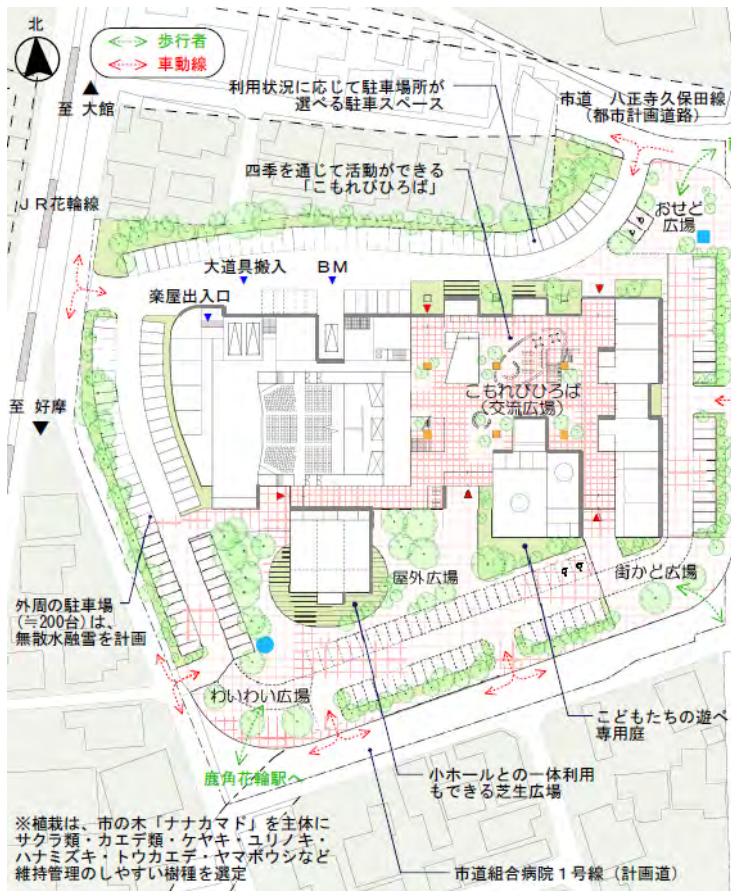 北
歩行者
車動線
至 大館
利用状況に応じて駐車場所が
選べる駐車スペース
市道 八正寺久保田線
(都市計画道路)
四季を通じて活動ができる
「こもれびひろば」
JR花輪線
おせど
広場
大道具搬入
BM
楽屋出入口
至 好摩
こもれびひろば
(交流広場)
外周の駐車場
(≒200台)は、
無散水融雪を計画
屋外広場
街かど広場
わいわい広場
鹿角花輪駅へ
こどもたちの遊べ
専用庭
小ホールとの一体利用
もできる芝生広場
※植栽は、市の木「ナナカマド」を主体に
サクラ類・カエデ類・ケヤキ・ユリノキ・
ハナミズキ・トウカエデ・ヤマボウシなど
維持管理のしやすい樹種を選定
市道組合病院1号線(計画道)